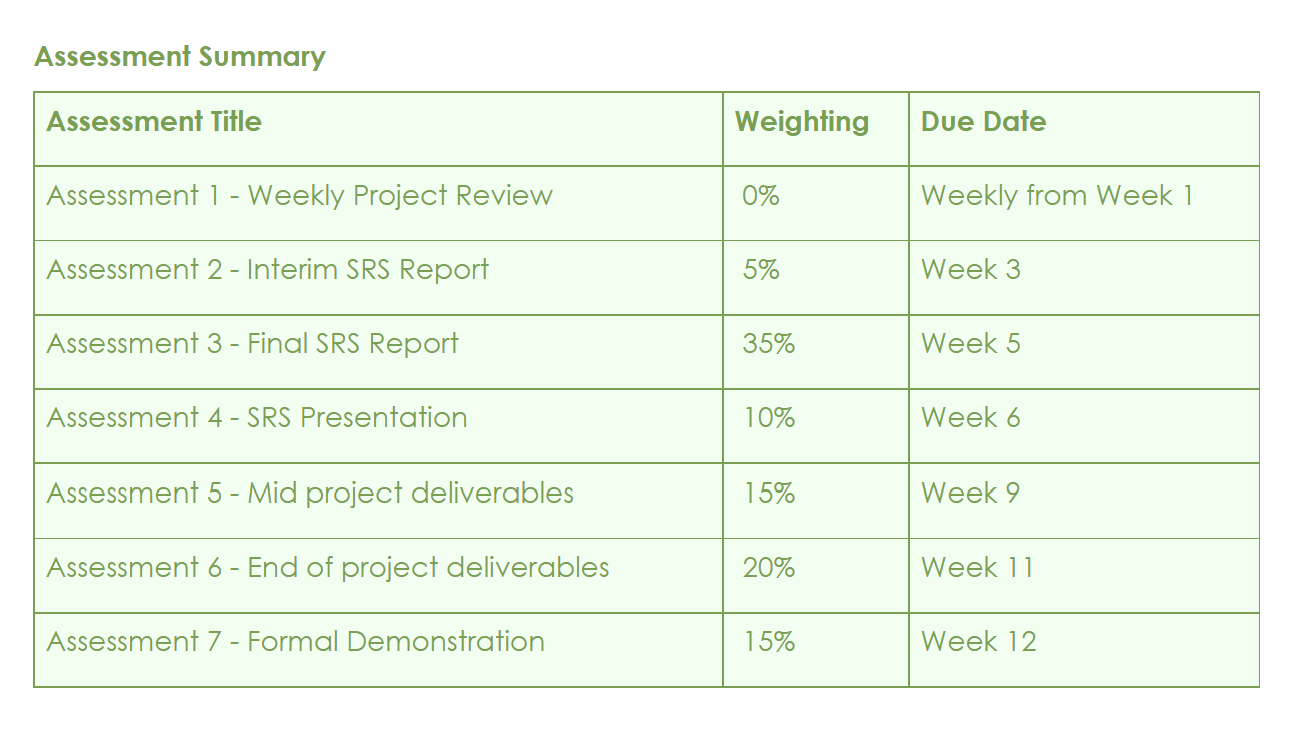 Assessment Summary
Assessment Title Weighting Due Date
Assessment 1 - Weekly Project Review 0% Weekly from Week 1
Assessment 2 - Interim SRS Report 5% Week 3
Assessment 3 - Final SRS Report 35% Week 5
Assessment 4 - SRS Presentation 10% Week 6
Assessment 5 - Mid project deliverables 15% Week 9
Assessment 6 - End of project deliverables 20% Week 11
Assessment 7 - Formal Demonstration 15% Week 12